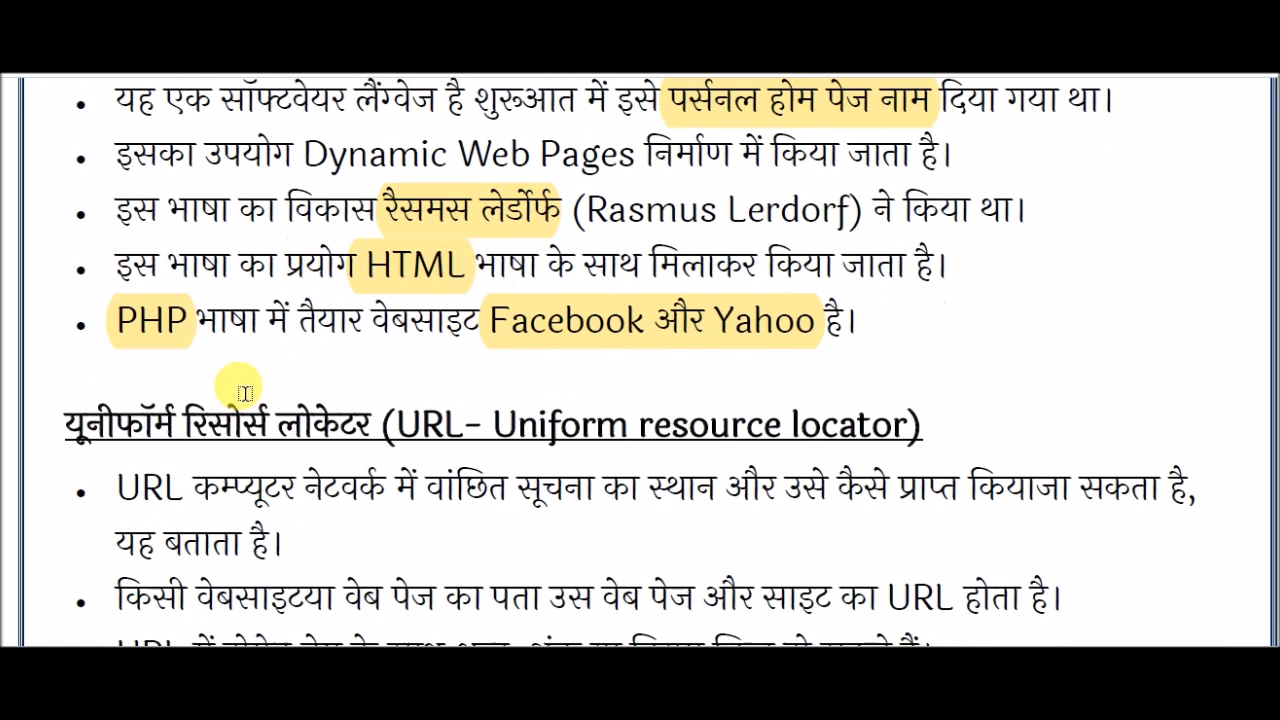 • यह एक सॉफ्टवेयर लैंग्वेज है शुरूआत में इसे पर्सनल होम पेज नाम दिया गया था।
• इसका उपयोग Dynamic Web Pages निर्माण में किया जाता है।
• इस भाषा का विकास रैसमस लेर्डोर्फ (Rasmus Lerdorf) ने किया था।
• इस भाषा का प्रयोग HTML भाषा के साथ मिलाकर किया जाता है।
• PHP भाषा में तैयार वेबसाइट Facebook और Yahoo है।
यूनीफॉर्म रिसोर्स लोकेटर (URL- Uniform resource locator)
• URL कम्प्यूटर नेटवर्क में वांछित सूचना का स्थान और उसे कैसे प्राप्त कियाजा सकता है,
यह बताता है।
• किसी वेबसाइटया वेब पेज का पता उस वेब पेज और साइट का URL होता है।